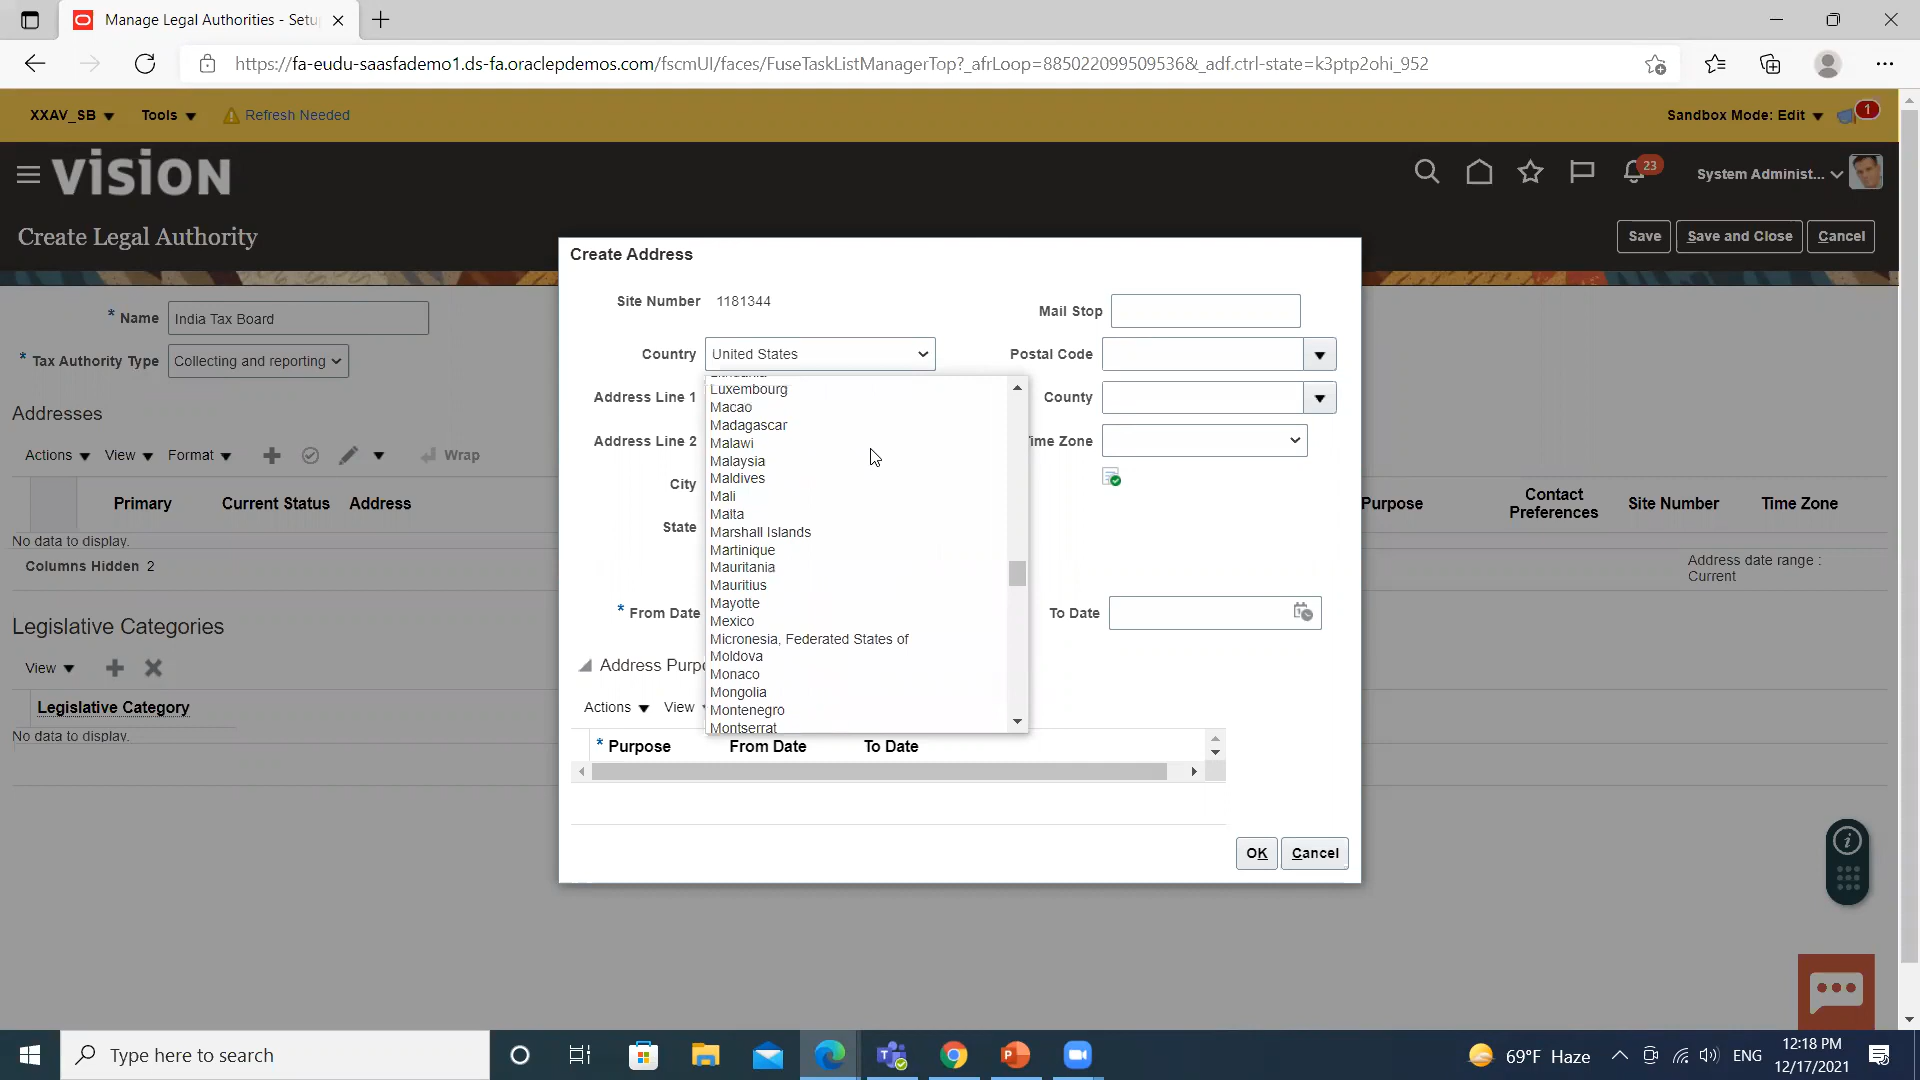 Manage Legal Authorities - Setu
https://fa-eudu-saasfademo1.ds-fa.oraclepdemos.com/fscmUI/faces/FuseTaskListManagerTop?_afrLoop=8850220999509536&_adf.ctrl-state=k3ptp2ohi_952
XXAV_SB Tools Refresh Needed Sandbox Mode: Edit 1
VISION 23 System Administ...
Create Legal Authority Save Save and Close Cancel
* Name India Tax Board
* Tax Authority Type Collecting and reporting
Addresses
Actions View Format Wrap
Primary Current Status Address Purpose Contact Preferences Site Number Time Zone
No data to display.
Columns Hidden 2 Address date range :
Current
Legislative Categories
View
Legislative Category
No data to display.
Create Address
Site Number 1181344 Mail Stop
Country United States Postal Code
Address Line 1 County
Address Line 2 Time Zone
City
State
* From Date To Date
Luxembourg
Macao
Madagascar
Malawi
Malaysia
Maldives
Mali
Malta
Marshall Islands
Martinique
Mauritania
Mauritius
Mayotte
Mexico
Micronesia, Federated States of
Moldova
Monaco
Mongolia
Montenegro
Montserrat
Address Purpo
Actions View
* Purpose From Date To Date
OK Cancel
Type here to search 69°F Haze ENG 12:18 PM
12/17/2021